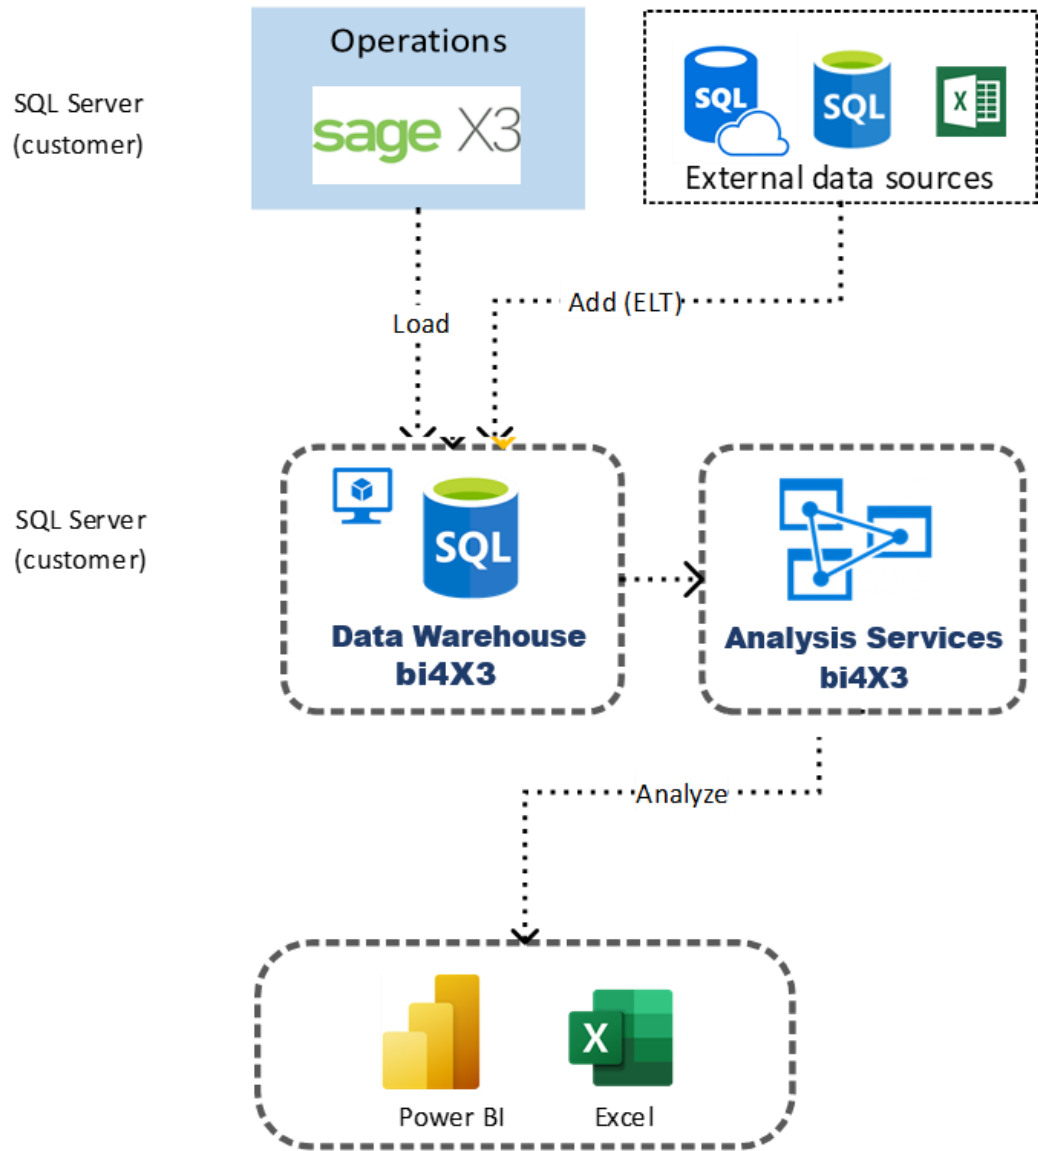 Operations
sage X3
SQL Server
(customer)
SQL
SQL
X
External data sources
Load
Add (ELT)
SQL Server
(customer)
SQL
Data Warehouse
bi4X3
Analysis Services
bi4X3
Analyze
X
Power BI
Excel